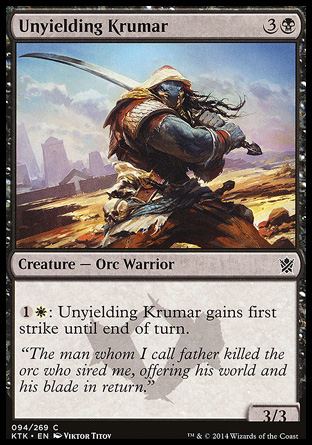 Unyielding Krumar 3
Creature — Orc Warrior
1 : Unyielding Krumar gains first
strike until end of turn.
“The man whom I call father killed the
orc who sired me, offering his world and
his blade in return.”
3/3
094/269 C
KTK • EN Viktor Titov
™ & © 2014 Wizards of the Coast